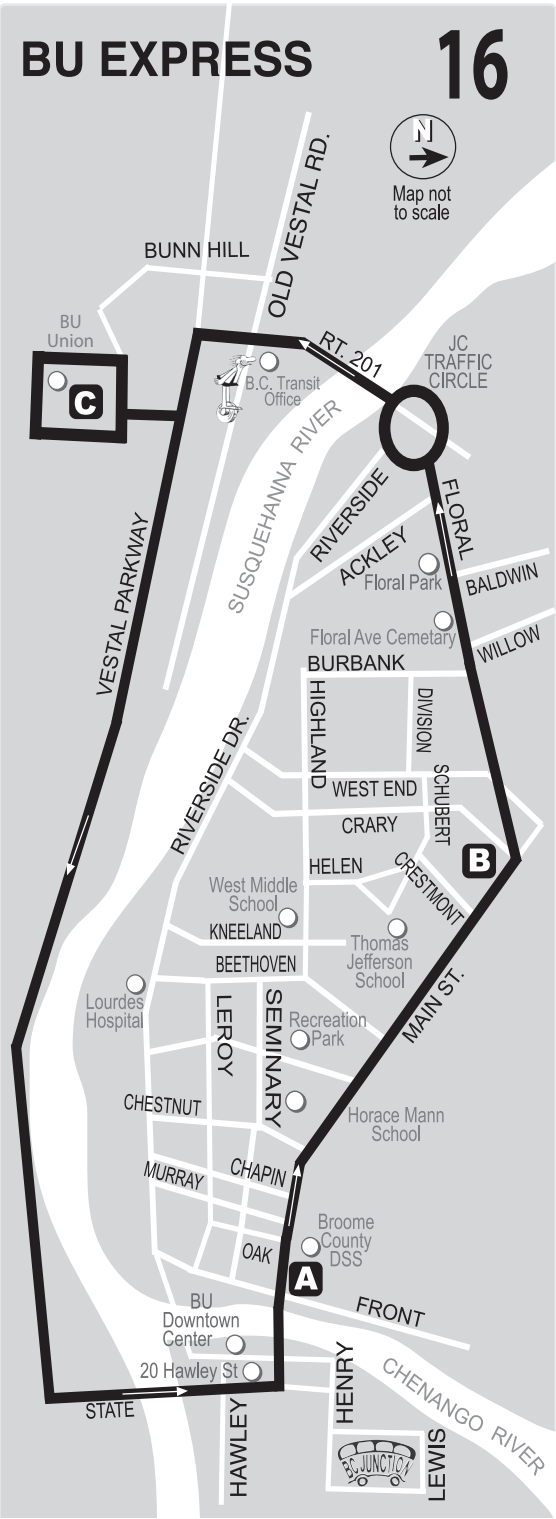 BU EXPRESS
16
N
Map not
to scale
OLD VESTAL RD.
BUNN HILL
BU
Union
C
RT. 201
JC
TRAFFIC
CIRCLE
B.C. Transit
Office
SUSQUEHANNA RIVER
RIVERSIDE
ACKLEY
FLORAL
Floral Park
BALDWIN
VESTAL PARKWAY
Floral Ave Cemetary
WILLOW
BURBANK
HIGHLAND
DIVISION
RIVERSIDE DR.
WEST END
SCHUBERT
CRARY
HELEN
CRESTMONT
B
West Middle
School
KNEELAND
Thomas
Jefferson
School
BEETHOVEN
Lourdes
Hospital
LEROY
SEMINARY
Recreation
Park
MAIN ST.
CHESTNUT
Horace Mann
School
MURRAY
CHAPIN
OAK
Broome
County
DSS
A
BU
Downtown
Center
FRONT
20 Hawley St
STATE
HAWLEY
HENRY
BC JUNCTION
LEWIS
CHENANGO RIVER